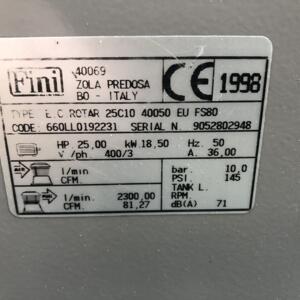 Fini
40069
ZOLA PREDOSA
BO - ITALY
CE 1998
TYPE E.C ROTAR 25C10 40050 EU FS80
CODE: 660LL0192231 SERIAL N. 9052802948
HP. 25,00 kW 18,50 Hz. 50
V /ph. 400/3 A. 36,00
l/min. bar. 10,0
CFM. PSI. 145
TANK L.
l/min. 2300,00 RPM.
CFM. 81,27 dB(A) 71